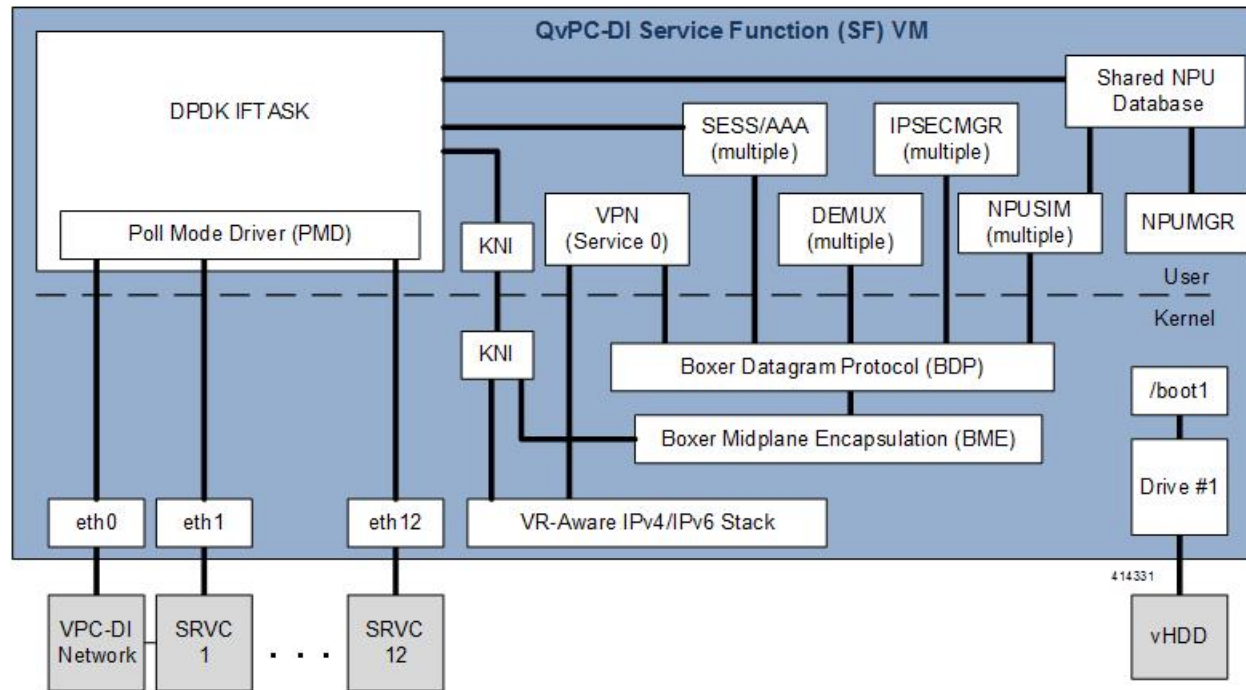 QvPC-DI Service Function (SF) VM
DPDK IFTASK
Shared NPU
Database
SESS/AAA
(multiple)
IPSECMGR
(multiple)
Poll Mode Driver (PMD)
KNI
VPN
(Service 0)
DEMUX
(multiple)
NPUSIM
(multiple)
NPUMGR
User
Kernel
KNI
Boxer Datagram Protocol (BDP)
/boot1
Boxer Midplane Encapsulation (BME)
Drive #1
eth0
eth1
eth12
VR-Aware IPv4/IPv6 Stack
414331
VPC-DI
Network
SRVC
1
. . .
SRVC
12
vHDD